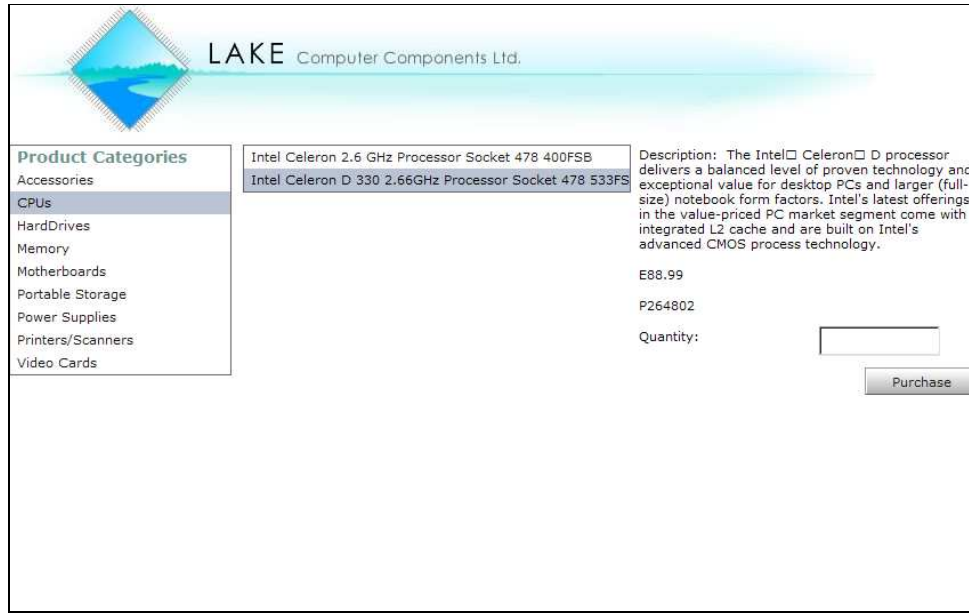 LAKE Computer Components Ltd.
Product Categories
Accessories
CPUs
HardDrives
Memory
Motherboards
Portable Storage
Power Supplies
Printers/Scanners
Video Cards
Intel Celeron 2.6 GHz Processor Socket 478 400FSB
Intel Celeron D 330 2.66GHz Processor Socket 478 533FS
Description: The Intel□ Celeron□ D processor
delivers a balanced level of proven technology and
exceptional value for desktop PCs and larger (full-
size) notebook form factors. Intel's latest offerings
in the value-priced PC market segment come with
integrated L2 cache and are built on Intel's
advanced CMOS process technology.
E88.99
P264802
Quantity:
Purchase